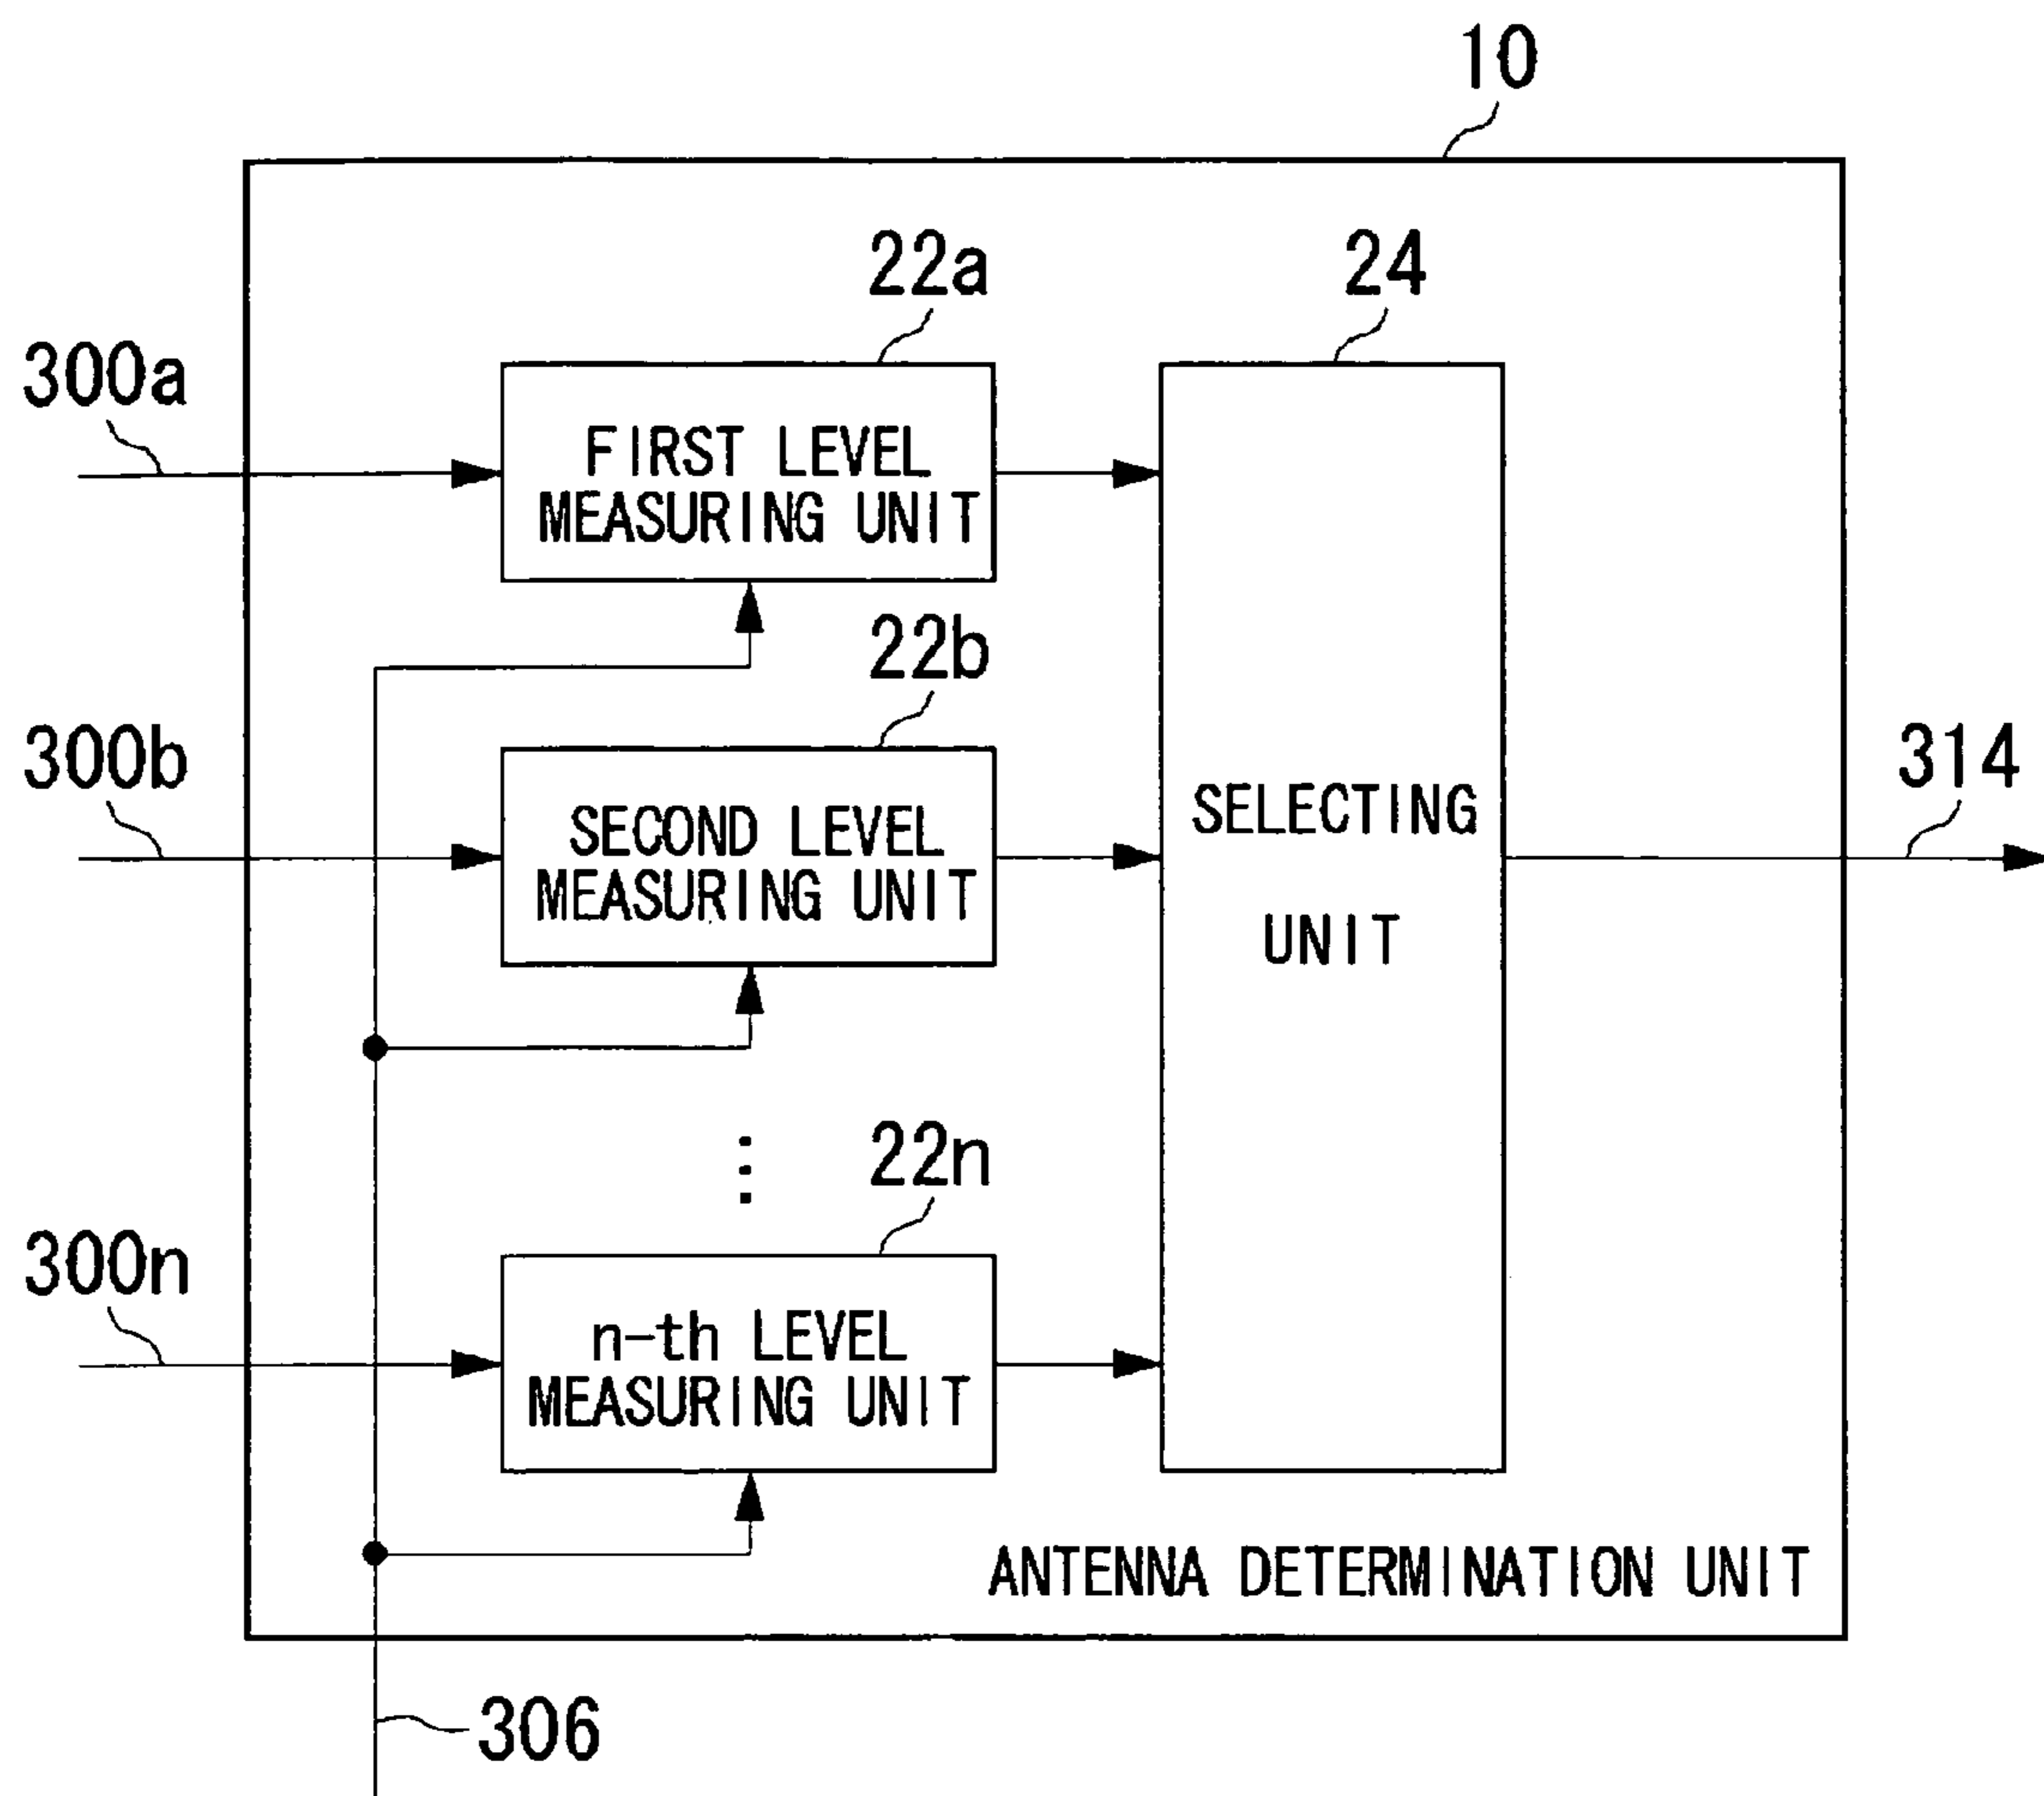 10
22a
24
300a
FIRST LEVEL
MEASURING UNIT
22b
300b
SECOND LEVEL
MEASURING UNIT
SELECTING
UNIT
314
22n
300n
n-th LEVEL
MEASURING UNIT
ANTENNA DETERMINATION UNIT
306